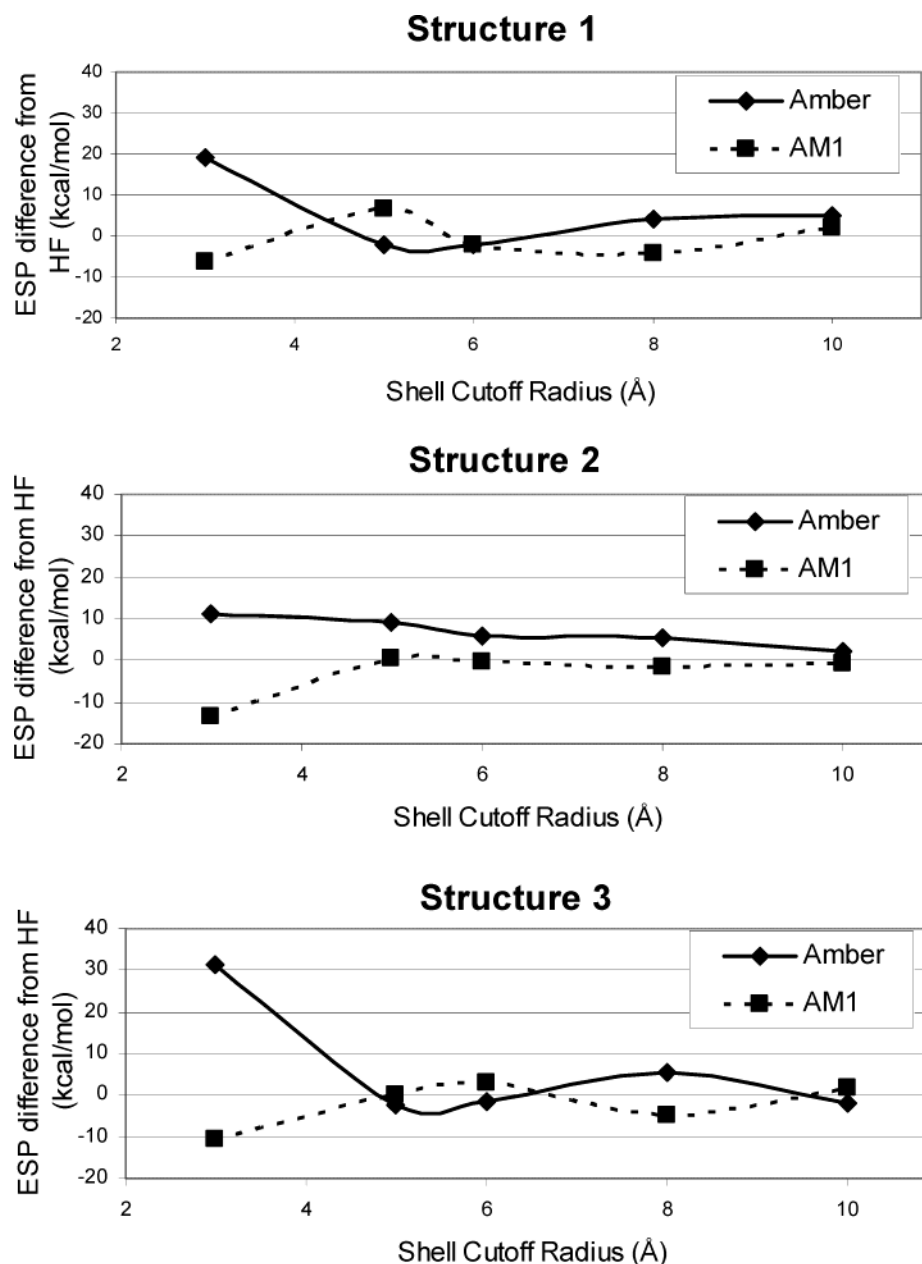 Structure 1
ESP difference from
HF (kcal/mol)
40
30
20
10
0
-10
-20
2
4
6
8
10
Shell Cutoff Radius (Å)
Amber
AM1
Structure 2
ESP difference from HF
(kcal/mol)
40
30
20
10
0
-10
-20
2
4
6
8
10
Shell Cutoff Radius (Å)
Amber
AM1
Structure 3
ESP difference from HF
(kcal/mol)
40
30
20
10
0
-10
-20
2
4
6
8
10
Shell Cutoff Radius (Å)
Amber
AM1